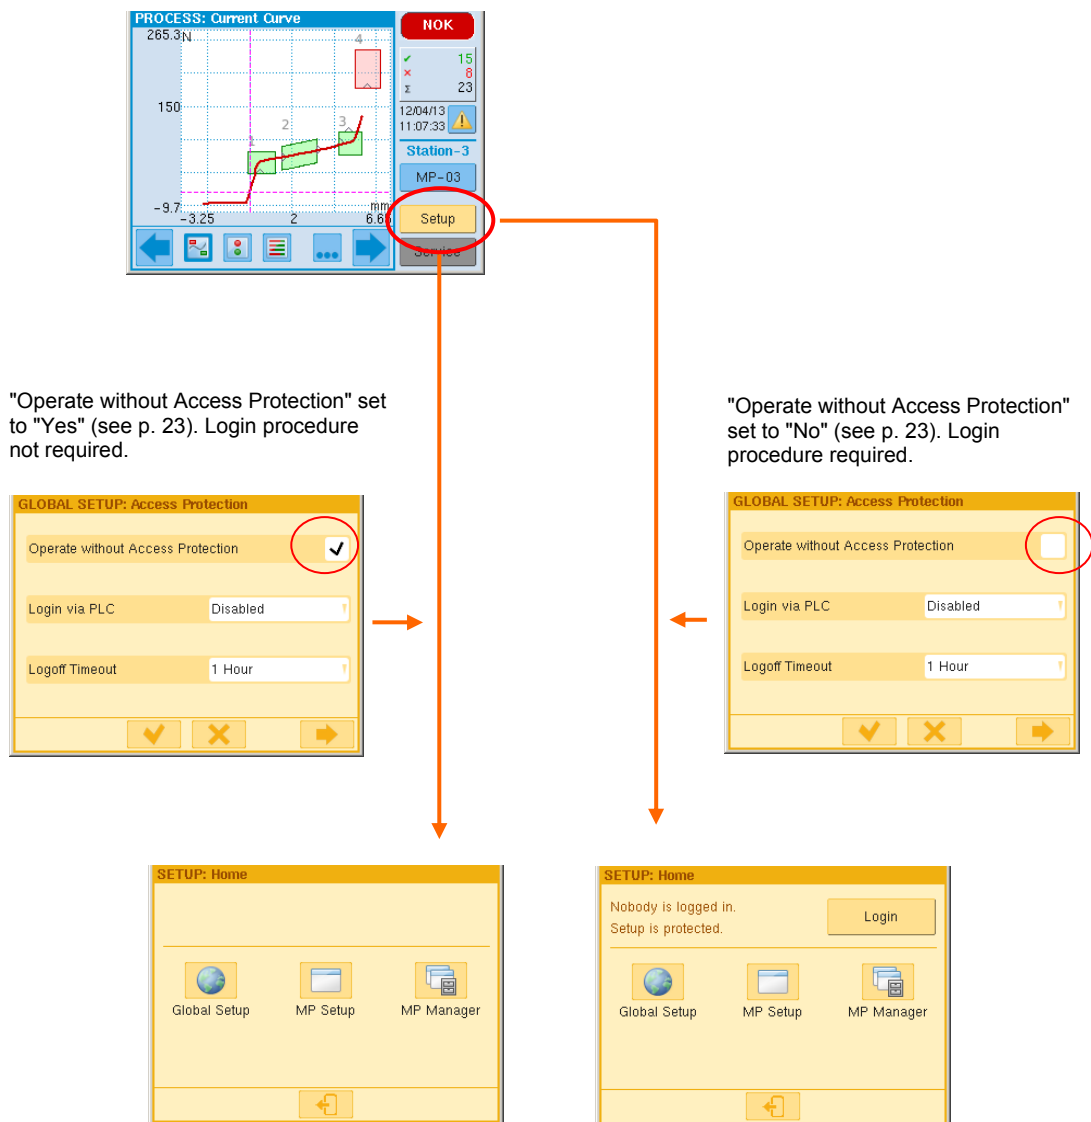 PROCESS: Current Curve
NOK
265.3 N
4
✓ 15
× 8
Σ 23
150
12/04/13
11:07:33
1
2
3
Station-3
MP-03
-9.7
mm
-3.25 2 6.65
Setup
Service
"Operate without Access Protection" set
to "Yes" (see p. 23). Login procedure
not required.
"Operate without Access Protection"
set to "No" (see p. 23). Login
procedure required.
GLOBAL SETUP: Access Protection
Operate without Access Protection
Login via PLC Disabled
Logoff Timeout 1 Hour
GLOBAL SETUP: Access Protection
Operate without Access Protection
Login via PLC Disabled
Logoff Timeout 1 Hour
SETUP: Home
Global Setup MP Setup MP Manager
SETUP: Home
Nobody is logged in.
Setup is protected.
Login
Global Setup MP Setup MP Manager